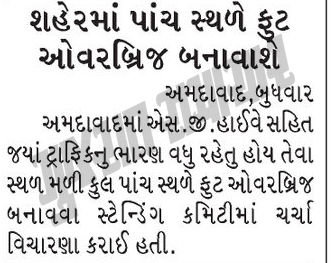 શહેરમાં પાંચ સ્થળે ફુટ
ઓવરબ્રિજ બનાવાશે
અમદાવાદ,બુધવાર
અમદાવાદમાં એસ.જી.હાઈવે સહિત
જયાં ટ્રાફિકનુ ભારણ વધુ રહેતુ હોય તેવા
સ્થળ મળી કુલ પાંચ સ્થળે ફુટ ઓવરબ્રિજ
બનાવવા સ્ટેન્ડિંગ કમિટીમાં ચર્ચા
વિચારણા કરાઈ હતી.